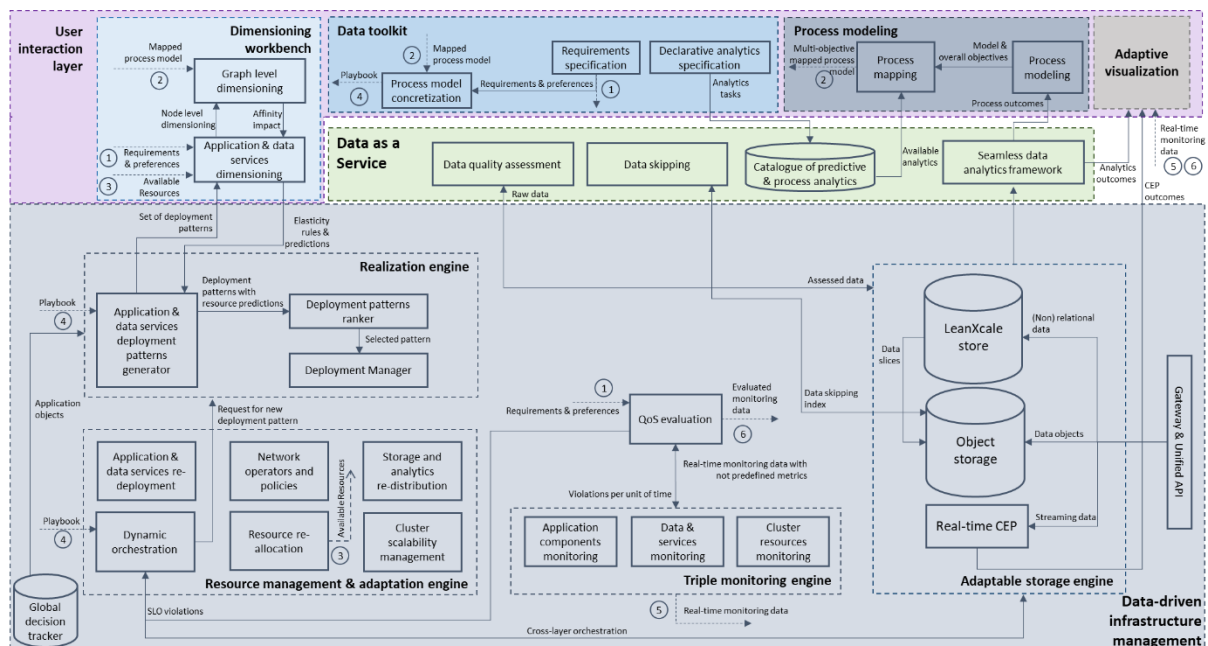 User
interaction
layer
Dimensioning
workbench
Mapped
process model
2
Graph level
dimensioning
Node level
dimensioning
Affinity
impact
1
Requirements
& preferences
3
Available
Resources
Application &
data services
dimensioning
Data toolkit
2
Mapped
process model
Playbook
4
Process model
concretization
Requirements
specification
Requirements & preferences
1
Declarative analytics
specification
Analytics
tasks
Process modeling
Multi-objective
mapped process
model
2
Process
mapping
Model &
overall objectives
Process
modeling
Process outcomes
Adaptive
visualization
Data as a
Service
Data quality assessment
Raw data
Data skipping
Catalogue of predictive
& process analytics
Available
analytics
Seamless data
analytics framework
Analytics
outcomes
Real-time
monitoring
data
5 6
CEP
outcomes
Set of deployment
patterns
Elasticity
rules &
predictions
Realization engine
Playbook
4
Application &
data services
deployment
patterns
generator
Deployment
patterns with
resource predictions
Deployment patterns
ranker
Selected pattern
Deployment Manager
Application
objects
Request for new
deployment pattern
Application &
data services re-
deployment
Network
operators and
policies
Available Resources
Storage and
analytics
re-distribution
Playbook
4
Dynamic
orchestration
Resource re-
allocation
3
Cluster
scalability
management
Resource management & adaptation engine
Global
decision
tracker
SLO violations
Cross-layer orchestration
1
Requirements & preferences
QoS evaluation
Evaluated
monitoring
data
6
Real-time monitoring data with
not predefined metrics
Violations per unit of time
Application
components
monitoring
Data &
services
monitoring
Cluster
resources
monitoring
Triple monitoring engine
5
Real-time monitoring data
Assessed data
Data skipping
index
LeanXcale
store
(Non) relational
data
Data
slices
Object
storage
Data objects
Real-time CEP
Streaming data
Adaptable storage engine
Gateway & Unified API
Data-driven
infrastructure
management